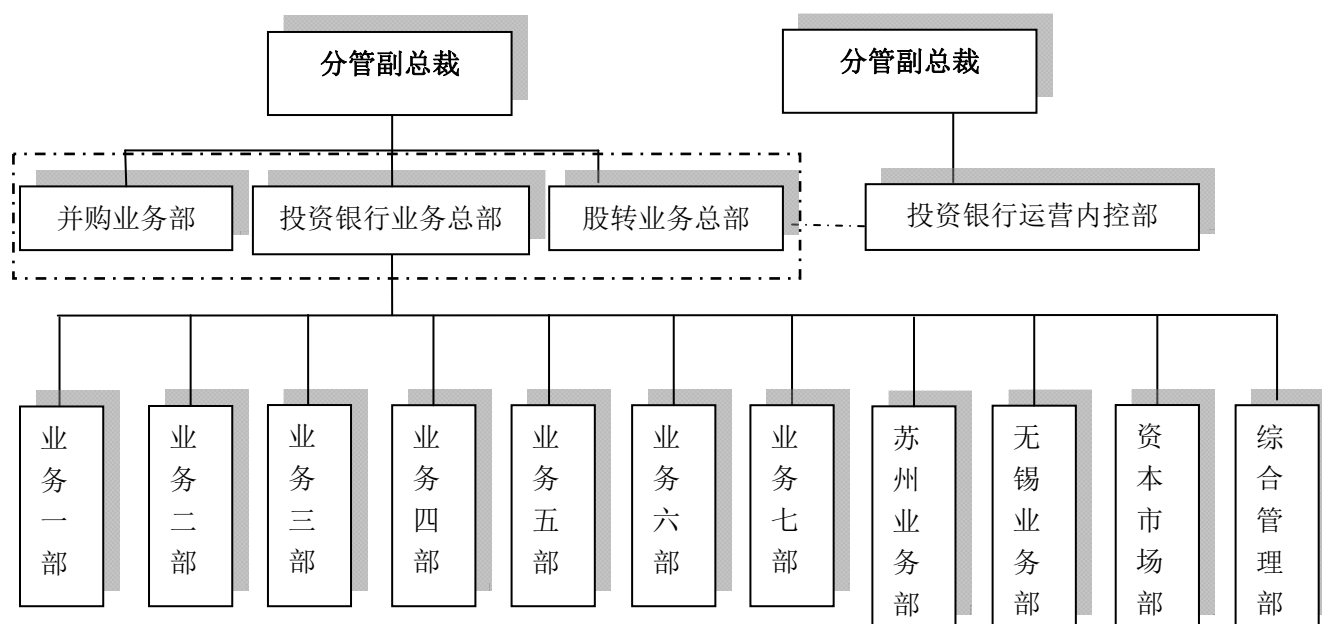 分管副总裁
分管副总裁
并购业务部
投资银行业务总部
股转业务总部
投资银行运营内控部
业务一部
业务二部
业务三部
业务四部
业务五部
业务六部
业务七部
苏州业务部
无锡业务部
资本市场部
综合管理部